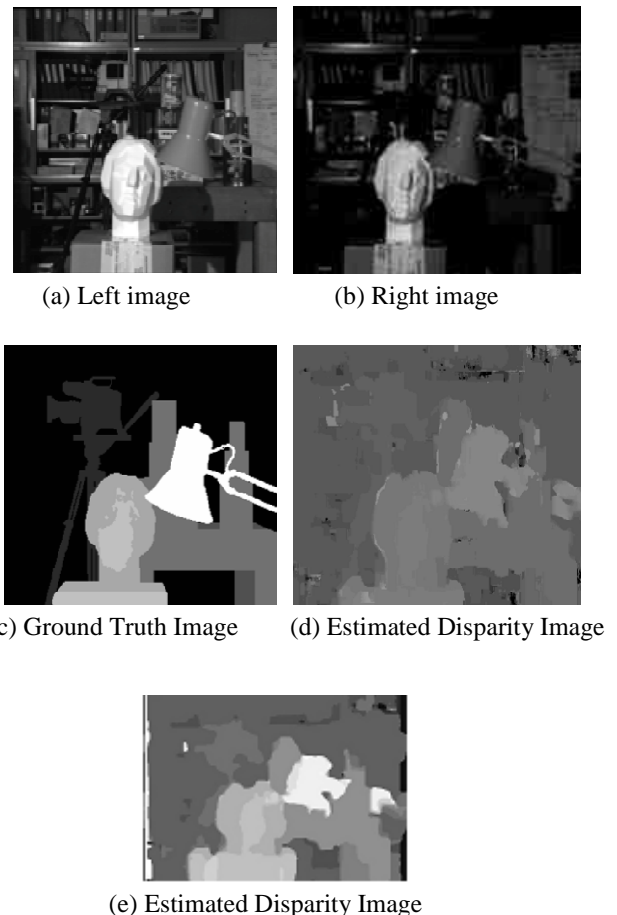 (a) Left image
(b) Right image
c) Ground Truth Image
(d) Estimated Disparity Image
(e) Estimated Disparity Image